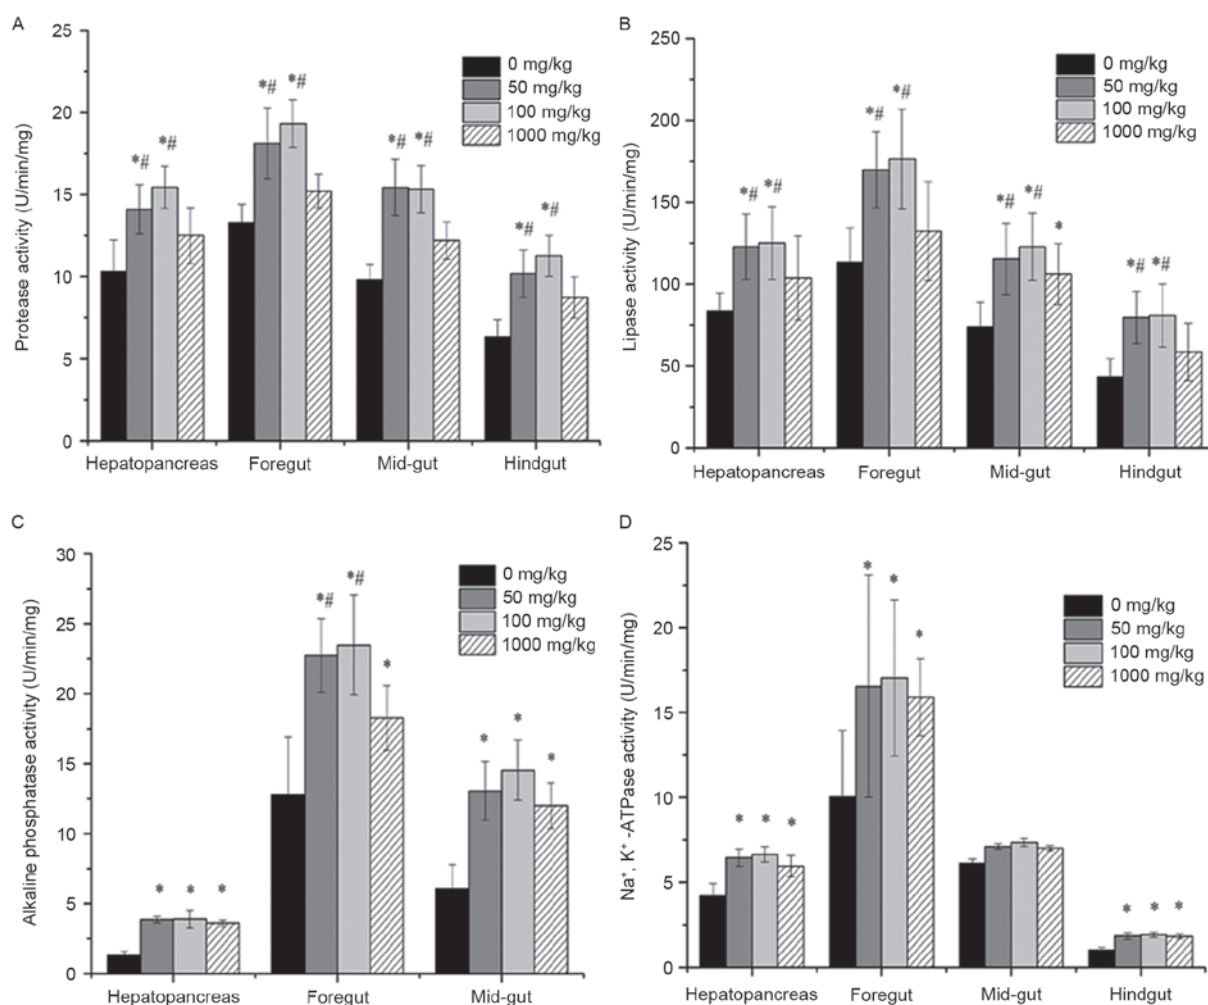 A
Protease activity (U/min/mg)
25
20
15
10
5
0
*# *#
*# *#
*# *#
*# *#
0 mg/kg
50 mg/kg
100 mg/kg
1000 mg/kg
Hepatopancreas Foregut Mid-gut Hindgut
B
Lipase activity (U/min/mg)
250
200
150
100
50
0
*# *#
*# *#
*# *# *
*# *#
0 mg/kg
50 mg/kg
100 mg/kg
1000 mg/kg
Hepatopancreas Foregut Mid-gut Hindgut
C
Alkaline phosphatase activity (U/min/mg)
30
25
20
15
10
5
0
* * *
*# *# *
* * *
0 mg/kg
50 mg/kg
100 mg/kg
1000 mg/kg
Hepatopancreas Foregut Mid-gut
D
Na⁺, K⁺ -ATPase activity (U/min/mg)
25
20
15
10
5
0
* * *
* * *
* * *
0 mg/kg
50 mg/kg
100 mg/kg
1000 mg/kg
Hepatopancreas Foregut Mid-gut Hindgut